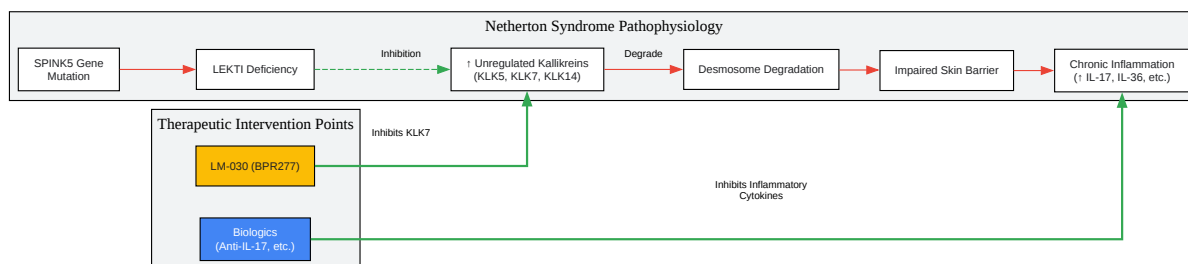 Netherton Syndrome Pathophysiology
SPINK5 Gene
Mutation
LEKTI Deficiency
Inhibition
↑ Unregulated Kallikreins
(KLK5, KLK7, KLK14)
Degrade
Desmosome Degradation
Impaired Skin Barrier
Chronic Inflammation
(↑ IL-17, IL-36, etc.)
Therapeutic Intervention Points
Inhibits KLK7
LM-030 (BPR277)
Inhibits Inflammatory
Cytokines
Biologics
(Anti-IL-17, etc.)